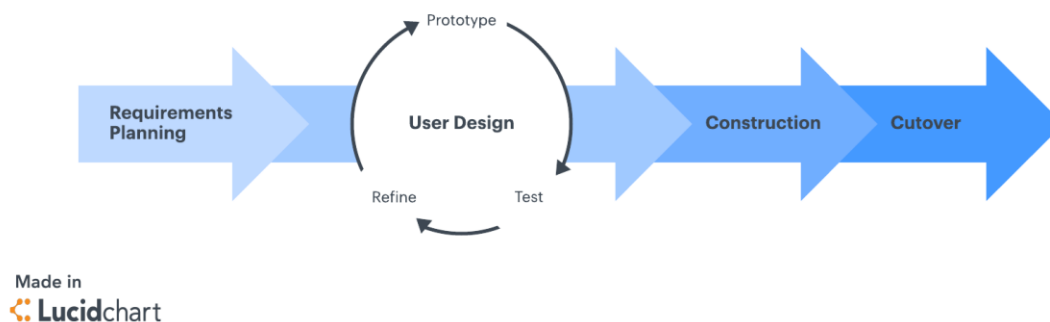 Prototype
Requirements
Planning
User Design
Construction
Cutover
Refine
Test
Made in
Lucidchart